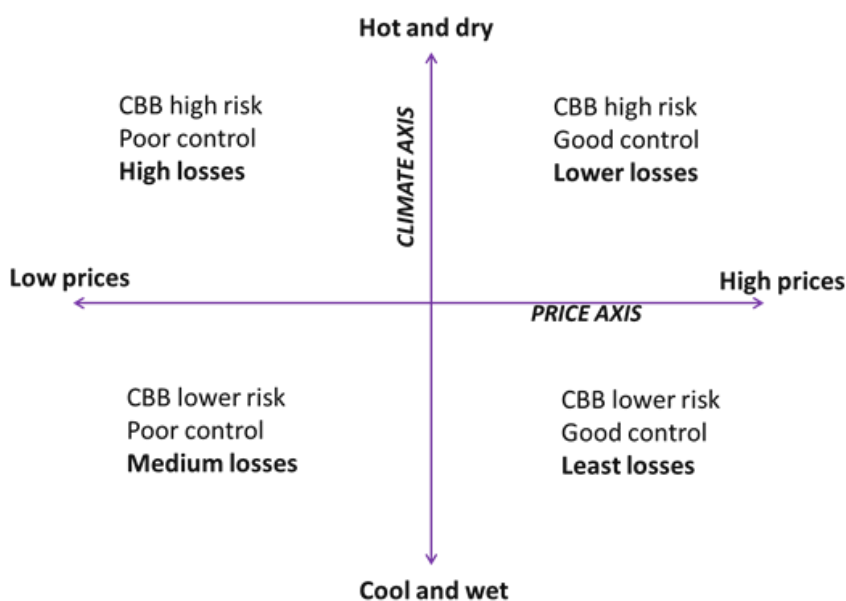 Hot and dry
CBB high risk
Poor control
High losses
CLIMATE AXIS
CBB high risk
Good control
Lower losses
Low prices
High prices
PRICE AXIS
CBB lower risk
Poor control
Medium losses
CBB lower risk
Good control
Least losses
Cool and wet